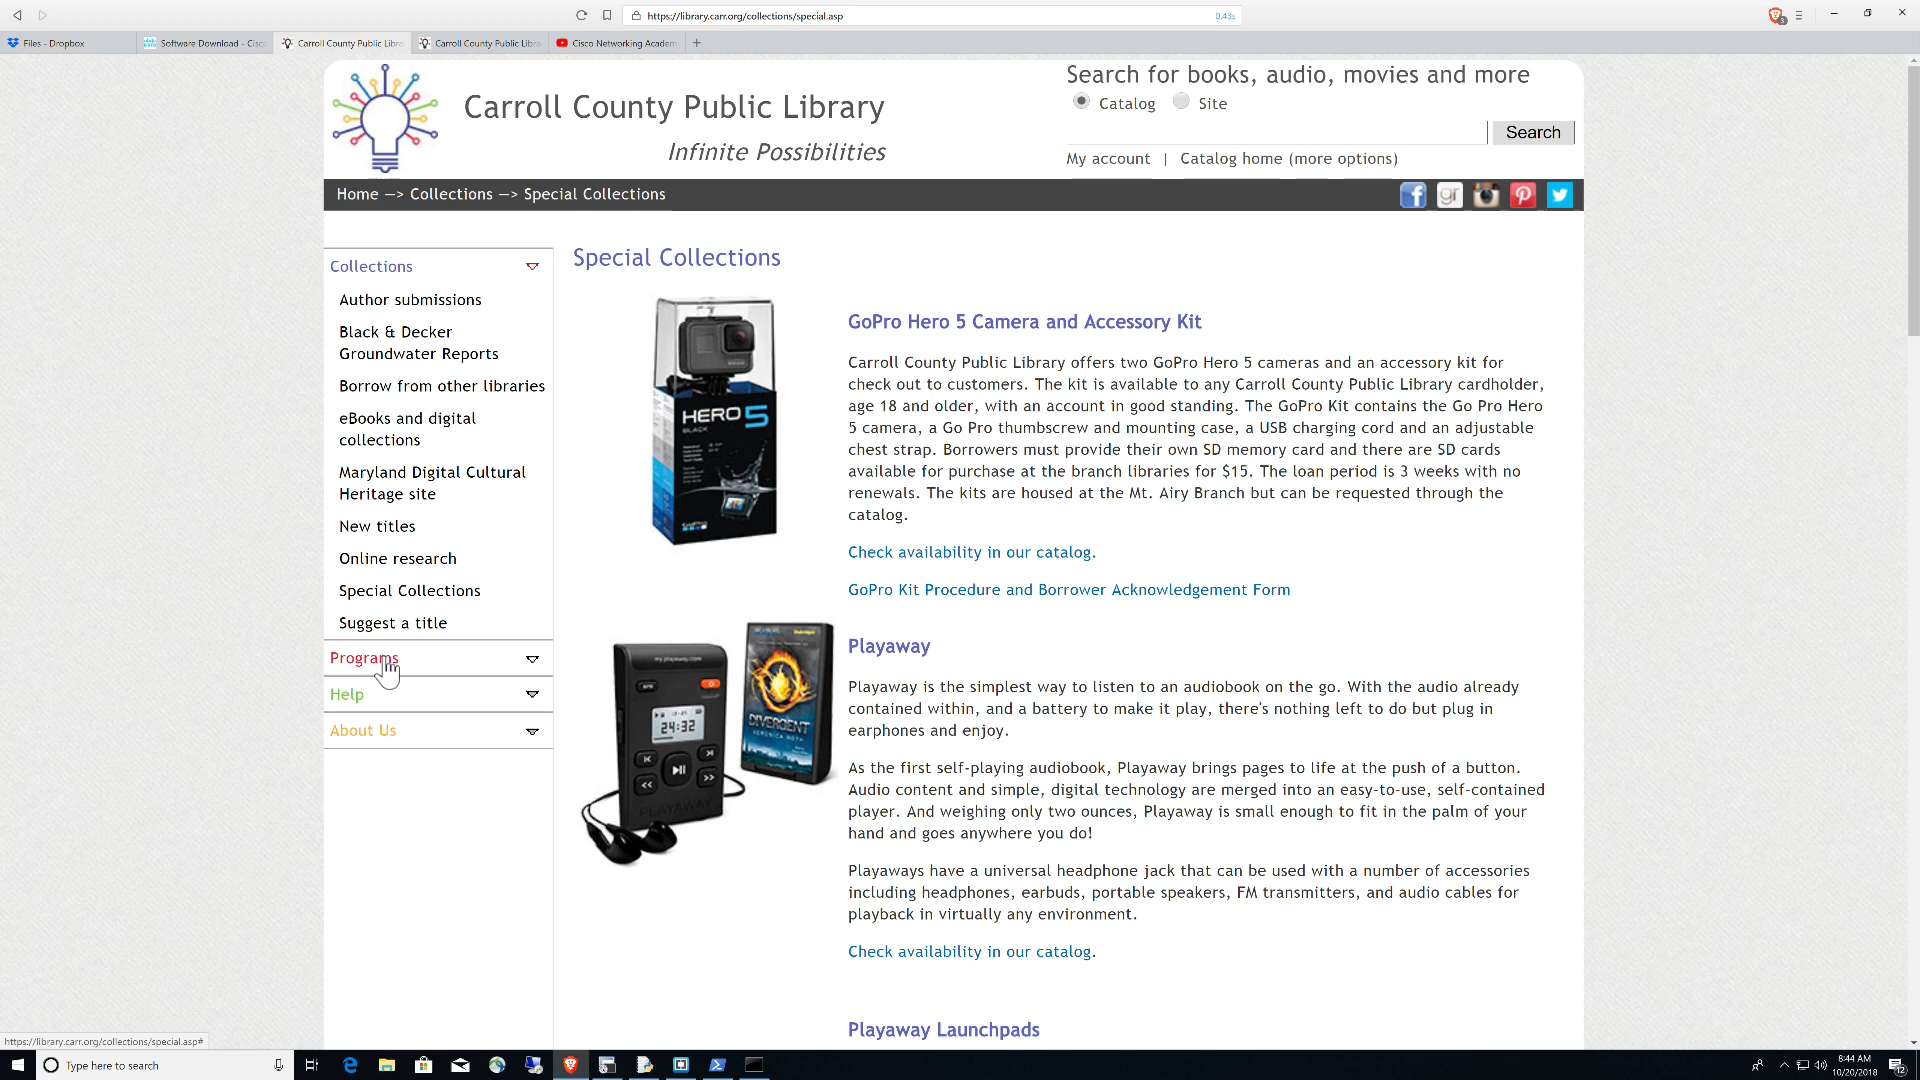 https://library.carr.org/collections/special.asp
0.43s
Files - Dropbox
Software Download - Cisc
Carroll County Public Libra
Carroll County Public Libra
Cisco Networking Academ
Carroll County Public Library
Infinite Possibilities
Search for books, audio, movies and more
Catalog Site
Search
My account | Catalog home (more options)
Home —> Collections —> Special Collections
Collections
Author submissions
Black & Decker
Groundwater Reports
Borrow from other libraries
eBooks and digital
collections
Maryland Digital Cultural
Heritage site
New titles
Online research
Special Collections
Suggest a title
Programs
Help
About Us
Special Collections
HERO5
BLACK
GoPro
GoPro Hero 5 Camera and Accessory Kit
Carroll County Public Library offers two GoPro Hero 5 cameras and an accessory kit for
check out to customers. The kit is available to any Carroll County Public Library cardholder,
age 18 and older, with an account in good standing. The GoPro Kit contains the Go Pro Hero
5 camera, a Go Pro thumbscrew and mounting case, a USB charging cord and an adjustable
chest strap. Borrowers must provide their own SD memory card and there are SD cards
available for purchase at the branch libraries for $15. The loan period is 3 weeks with no
renewals. The kits are housed at the Mt. Airy Branch but can be requested through the
catalog.
Check availability in our catalog.
GoPro Kit Procedure and Borrower Acknowledgement Form
my.playaway.com
24:32
PLAYAWAY
DIVERGENT
VERONICA ROTH
Playaway
Playaway is the simplest way to listen to an audiobook on the go. With the audio already
contained within, and a battery to make it play, there's nothing left to do but plug in
earphones and enjoy.
As the first self-playing audiobook, Playaway brings pages to life at the push of a button.
Audio content and simple, digital technology are merged into an easy-to-use, self-contained
player. And weighing only two ounces, Playaway is small enough to fit in the palm of your
hand and goes anywhere you do!
Playaways have a universal headphone jack that can be used with a number of accessories
including headphones, earbuds, portable speakers, FM transmitters, and audio cables for
playback in virtually any environment.
Check availability in our catalog.
Playaway Launchpads
https://library.carr.org/collections/special.asp#
Type here to search
8:44 AM
10/20/2018
12